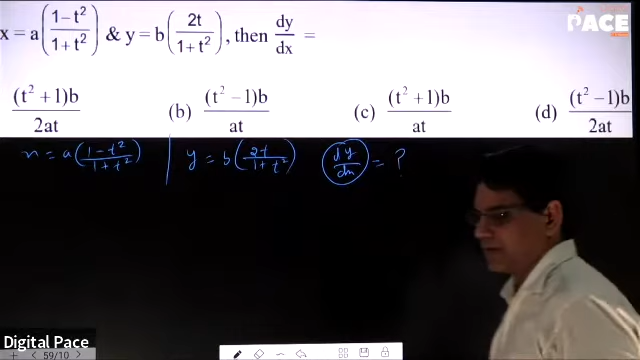 x = a((1-t²)/(1+t²)) & y = b(2t/(1+t²)), then dy/dx =
(t²+1)b/2at (b) (t²-1)b/at (c) (t²+1)b/at (d) (t²-1)b/2at
x = a((1-t²)/(1+t²)) | y = b(2t/(1+t²)) dy/dx = ?
PACE
Digital Pace
59/10